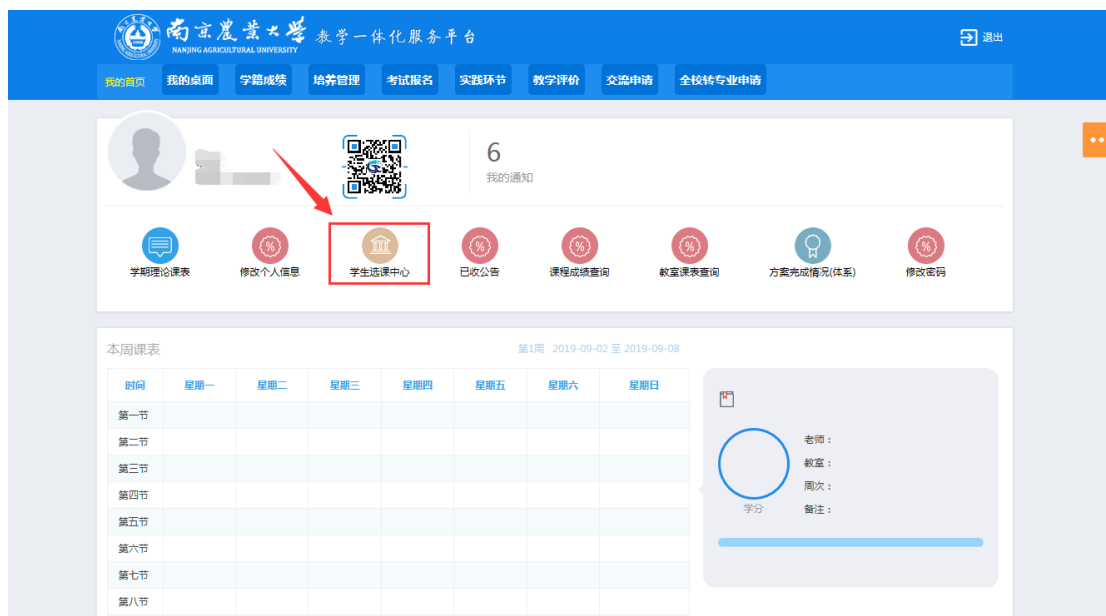 南京農業大學 教学一体化服务平台
NANJING AGRICULTURAL UNIVERSITY
退出
我的首页 我的桌面 学籍成绩 培养管理 考试报名 实践环节 教学评价 交流申请 全校转专业申请
6
我的通知
学期理论课表 修改个人信息 学生选课中心 已收公告 课程成绩查询 教室课表查询 方案完成情况(体系) 修改密码
本周课表 第1周 2019-09-02 至 2019-09-08
时间 星期一 星期二 星期三 星期四 星期五 星期六 星期日
第一节
第二节
第三节
第四节
第五节
第六节
第七节
第八节
老师：
教室：
周次：
学分 备注：